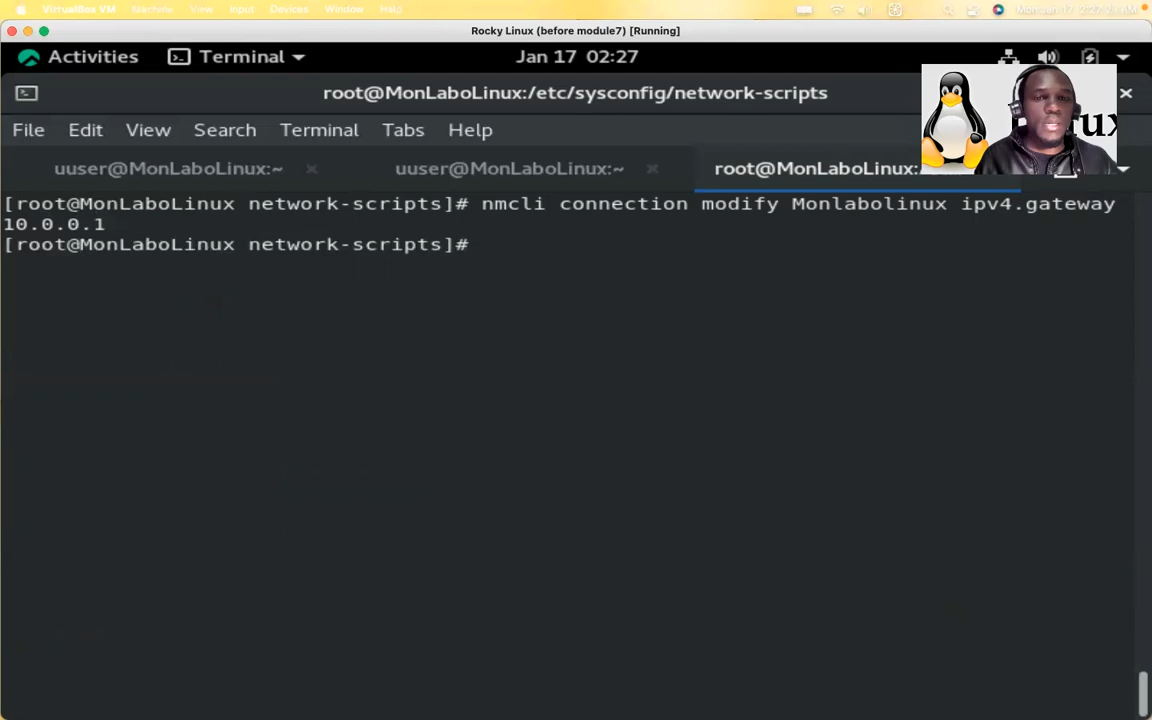 VirtualBox VM Machine View Input Devices Window Help
Rocky Linux (before module7) [Running]
Activities Terminal Jan 17 02:27
root@MonLaboLinux:/etc/sysconfig/network-scripts
File Edit View Search Terminal Tabs Help
uuser@MonLaboLinux:~ uuser@MonLaboLinux:~ root@MonLaboLinux:
[root@MonLaboLinux network-scripts]# nmcli connection modify Monlabolinux ipv4.gateway
10.0.0.1
[root@MonLaboLinux network-scripts]#